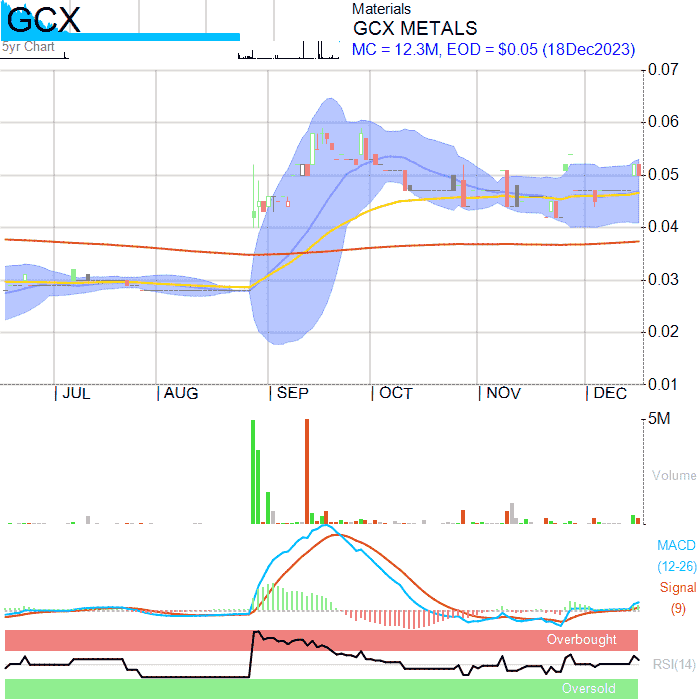 GCX
5yr Chart
Materials
GCX METALS
MC = 12.3M, EOD = $0.05 (18Dec2023)
0.07
0.06
0.05
0.04
0.03
0.02
0.01
JUL
AUG
SEP
OCT
NOV
DEC
5M
Volume
MACD
(12-26)
Signal
(9)
Overbought
RSI(14)
Oversold